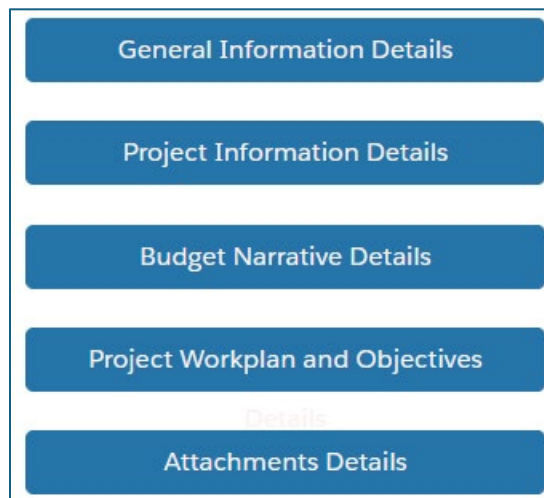 General Information Details
Project Information Details
Budget Narrative Details
Project Workplan and Objectives
Details
Attachments Details